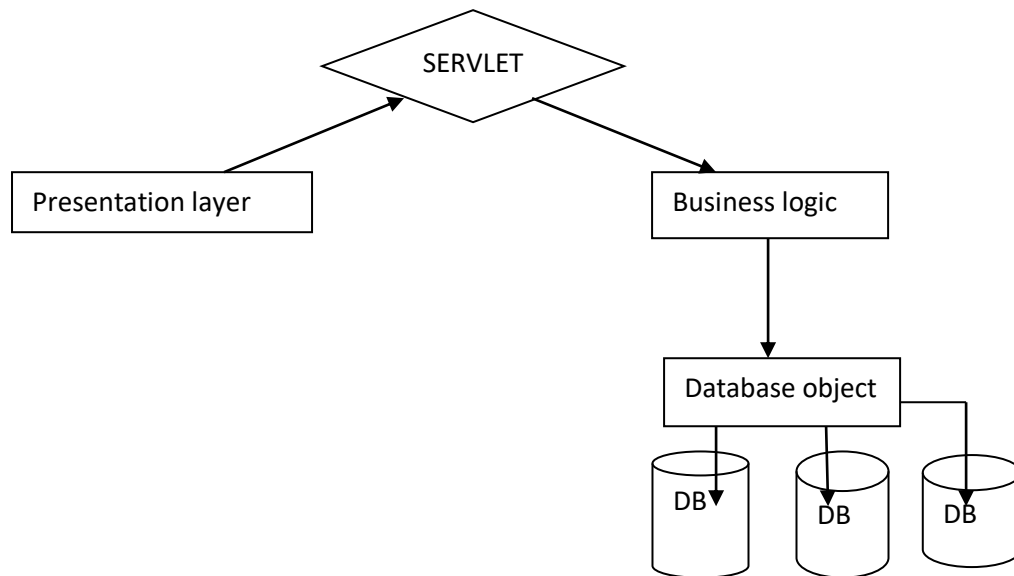 SERVLET
Presentation layer
Business logic
Database object
DB
DB
DB